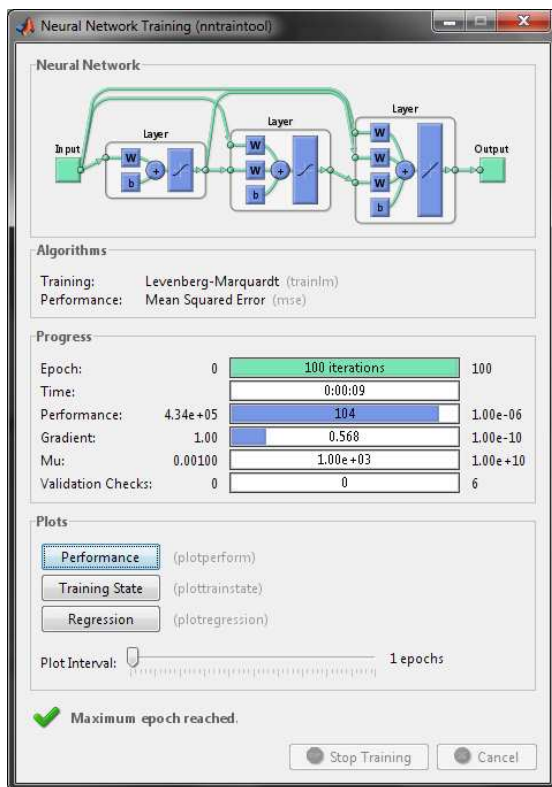 Neural Network Training (nntraintool)
Neural Network
Input
Layer
W
b
+
Layer
W
W
b
+
Layer
W
W
W
b
+
Output
Algorithms
Training: Levenberg-Marquardt (trainlm)
Performance: Mean Squared Error (mse)
Progress
Epoch: 0 100 iterations 100
Time: 0:00:09
Performance: 4.34e+05 104 1.00e-06
Gradient: 1.00 0.568 1.00e-10
Mu: 0.00100 1.00e+03 1.00e+10
Validation Checks: 0 0 6
Plots
Performance (plotperform)
Training State (plottrainstate)
Regression (plotregression)
Plot Interval: 1 epochs
Maximum epoch reached.
Stop Training Cancel